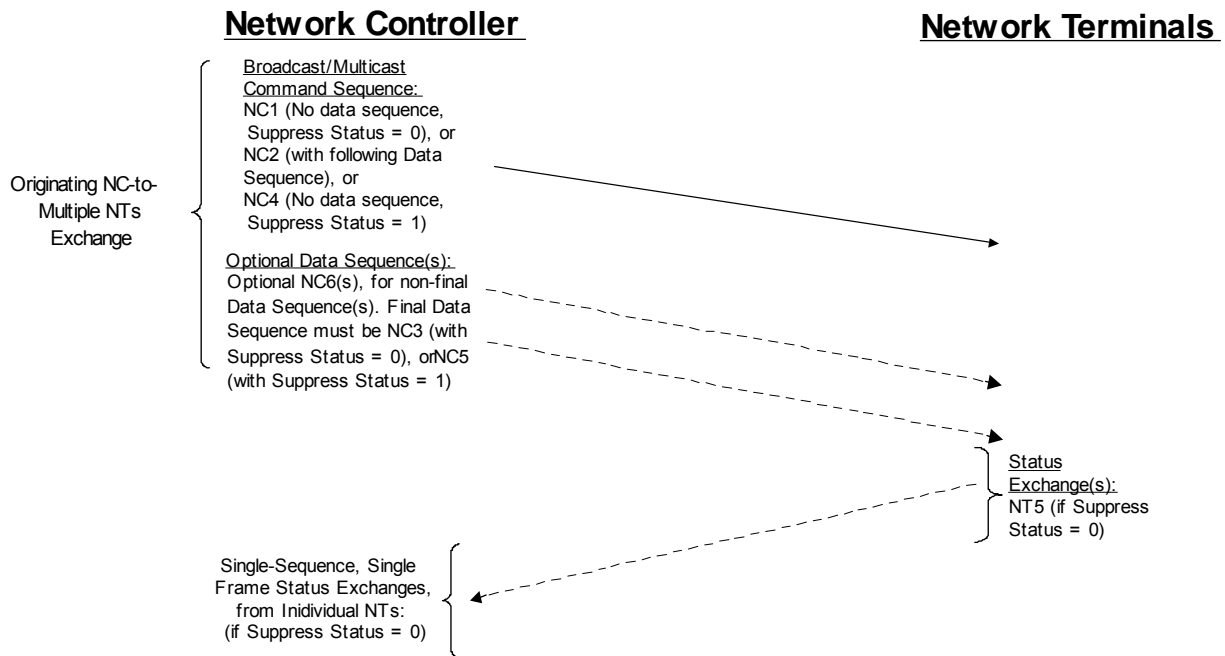 Network Controller
Network Terminals
Broadcast/Multicast
Command Sequence:
NC1 (No data sequence,
Suppress Status = 0), or
NC2 (with following Data
Sequence), or
NC4 (No data sequence,
Suppress Status = 1)
Originating NC-to-
Multiple NTs
Exchange
Optional Data Sequence(s):
Optional NC6(s), for non-final
Data Sequence(s). Final Data
Sequence must be NC3 (with
Suppress Status = 0), orNC5
(with Suppress Status = 1)
Status
Exchange(s):
NT5 (if Suppress
Status = 0)
Single-Sequence, Single
Frame Status Exchanges,
from Inidividual NTs:
(if Suppress Status = 0)